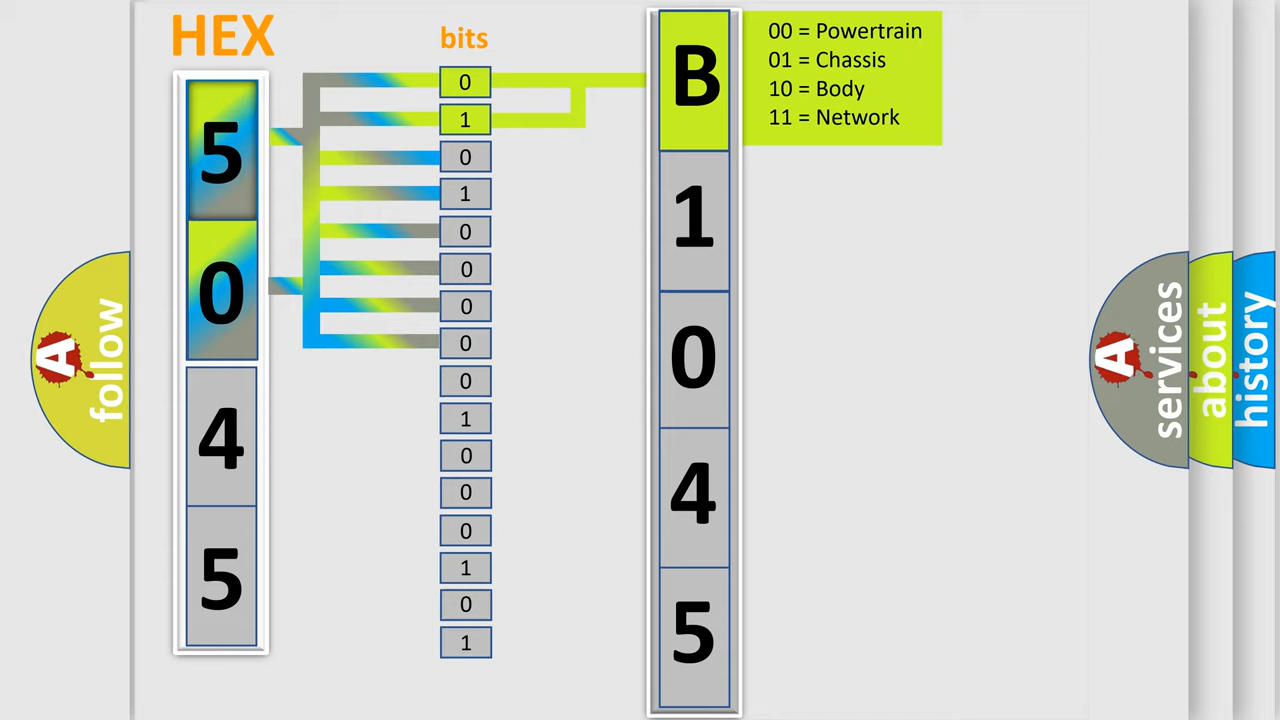 HEX
bits
5
0
4
5
0
1
0
1
0
0
0
0
0
1
0
0
0
1
0
1
B
1
0
4
5
00 = Powertrain
01 = Chassis
10 = Body
11 = Network
A
follow
A
services
about
history